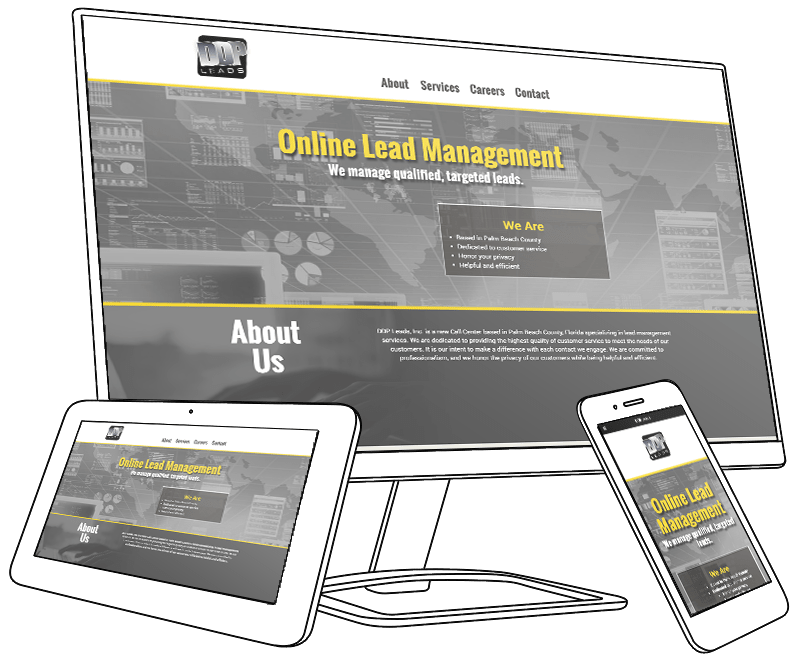 DDP
LEADS
About Services Careers Contact
Online Lead Management
We manage qualified, targeted leads.
We Are
• Based in Palm Beach County
• Dedicated to customer service
• Honor your privacy
• Helpful and efficient
About
Us
DDP Leads, Inc. is a new Call Center based in Palm Beach County, Florida specializing in lead management
services. We are dedicated to providing the highest quality of customer service to meet the needs of our
customers. It is our intent to make a difference with each contact we engage. We are committed to
professionalism, and we honor the privacy of our customers while being helpful and efficient.
About Services Careers Contact
Online Lead Management
We manage qualified, targeted leads.
We Are
About
Us
Online Lead
Management
We manage qualified, targeted
leads.
We Are